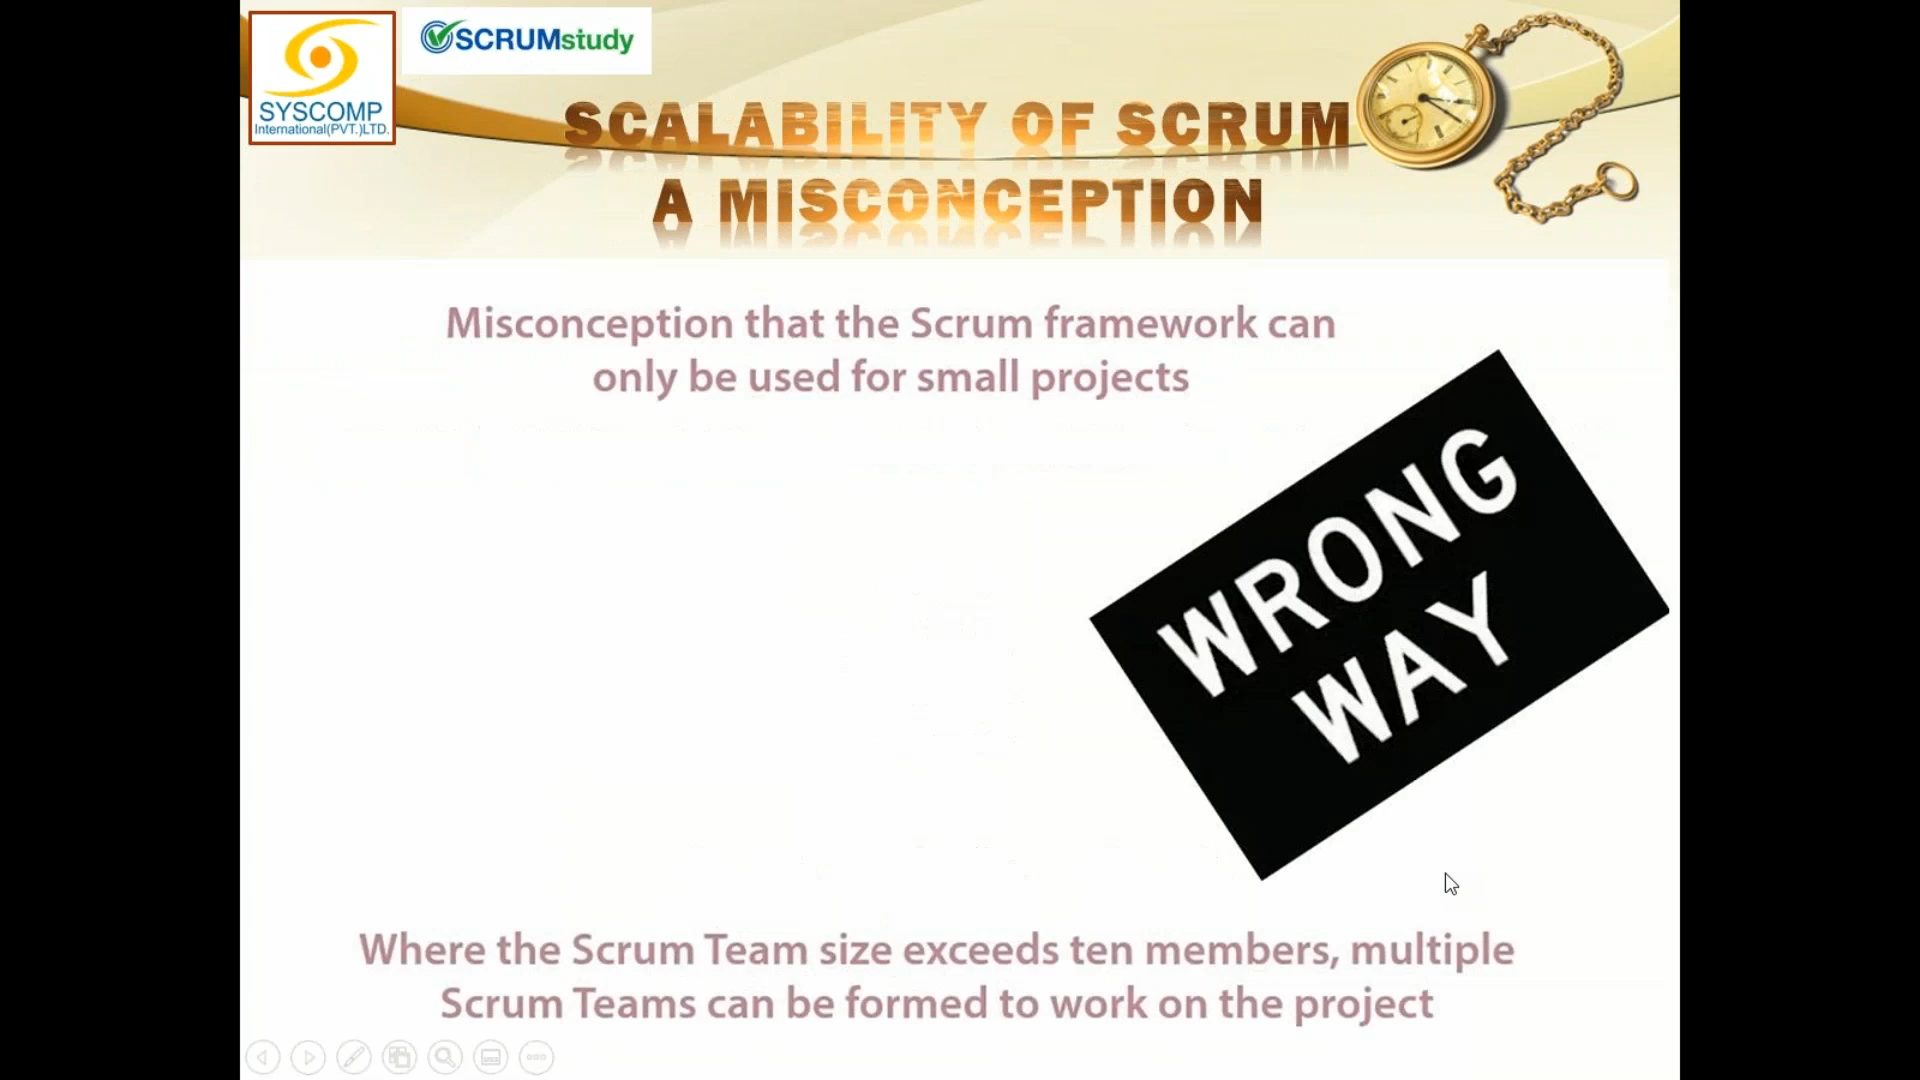 SYSCOMP
International(PVT.)LTD.
SCRUMstudy
SCALABILITY OF SCRUM
A MISCONCEPTION
Misconception that the Scrum framework can
only be used for small projects
WRONG
WAY
Where the Scrum Team size exceeds ten members, multiple
Scrum Teams can be formed to work on the project